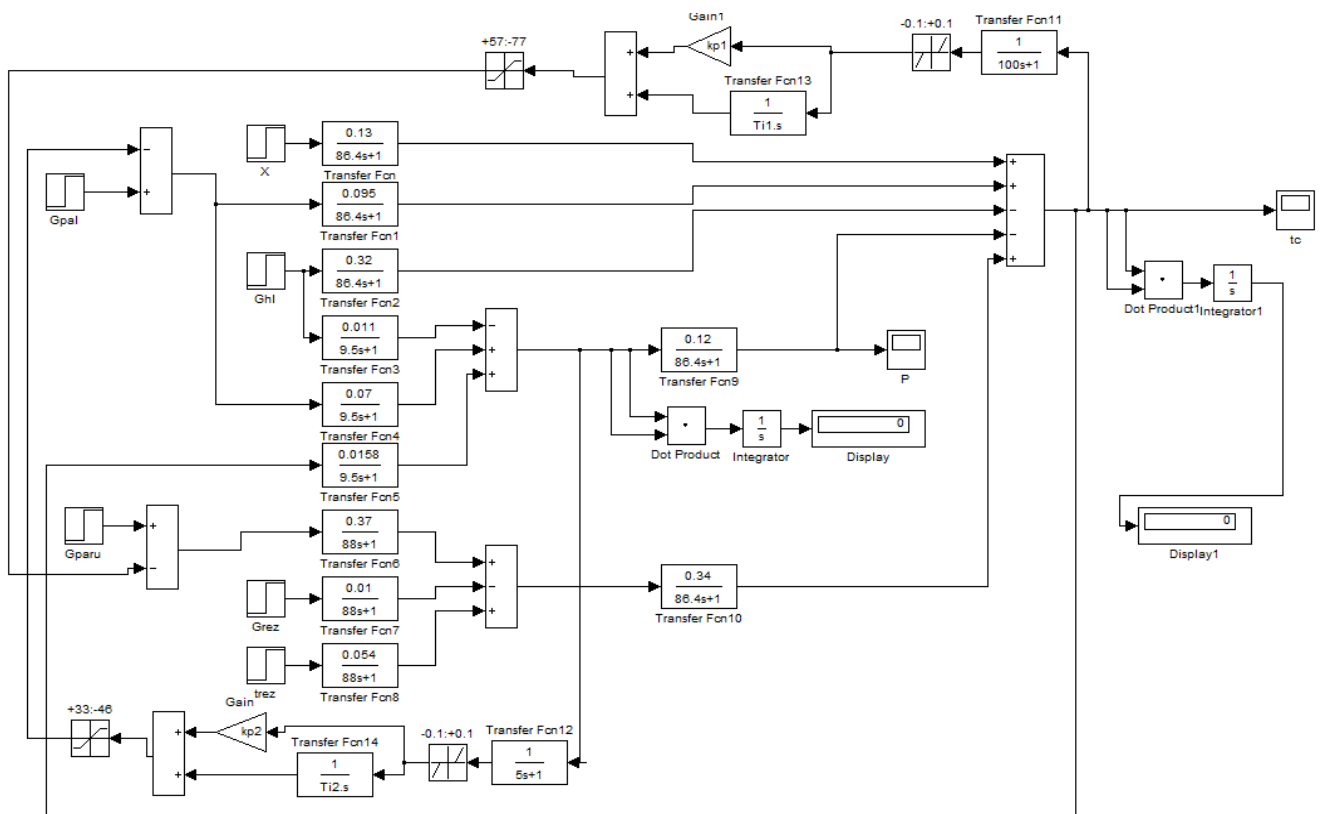 Gain1
-0.1:+0.1
Transfer Fcn11
+57:-77
+
kp1
1
100s+1
Transfer Fcn13
+
1
Ti1.s
0.13
86.4s+1
X
Transfer Fcn
-
+
Gpal
0.095
86.4s+1
Transfer Fcn1
+
+
-
-
+
tc
0.32
86.4s+1
Ghl
Transfer Fcn2
1
s
Dot Product1
Integrator1
0.011
9.5s+1
Transfer Fcn3
-
+
+
0.12
86.4s+1
Transfer Fcn9
P
0.07
9.5s+1
Transfer Fcn4
1
s
0
Dot Product
Integrator
Display
0.0158
9.5s+1
Transfer Fcn5
+
-
Gparu
0.37
88s+1
Transfer Fcn6
0
Display1
+
-
+
0.34
86.4s+1
Transfer Fcn10
0.01
88s+1
Grez
Transfer Fcn7
0.054
88s+1
trez
Transfer Fcn8
Gain
+33:-46
+
kp2
-0.1:+0.1
Transfer Fcn12
1
5s+1
Transfer Fcn14
+
1
Ti2.s